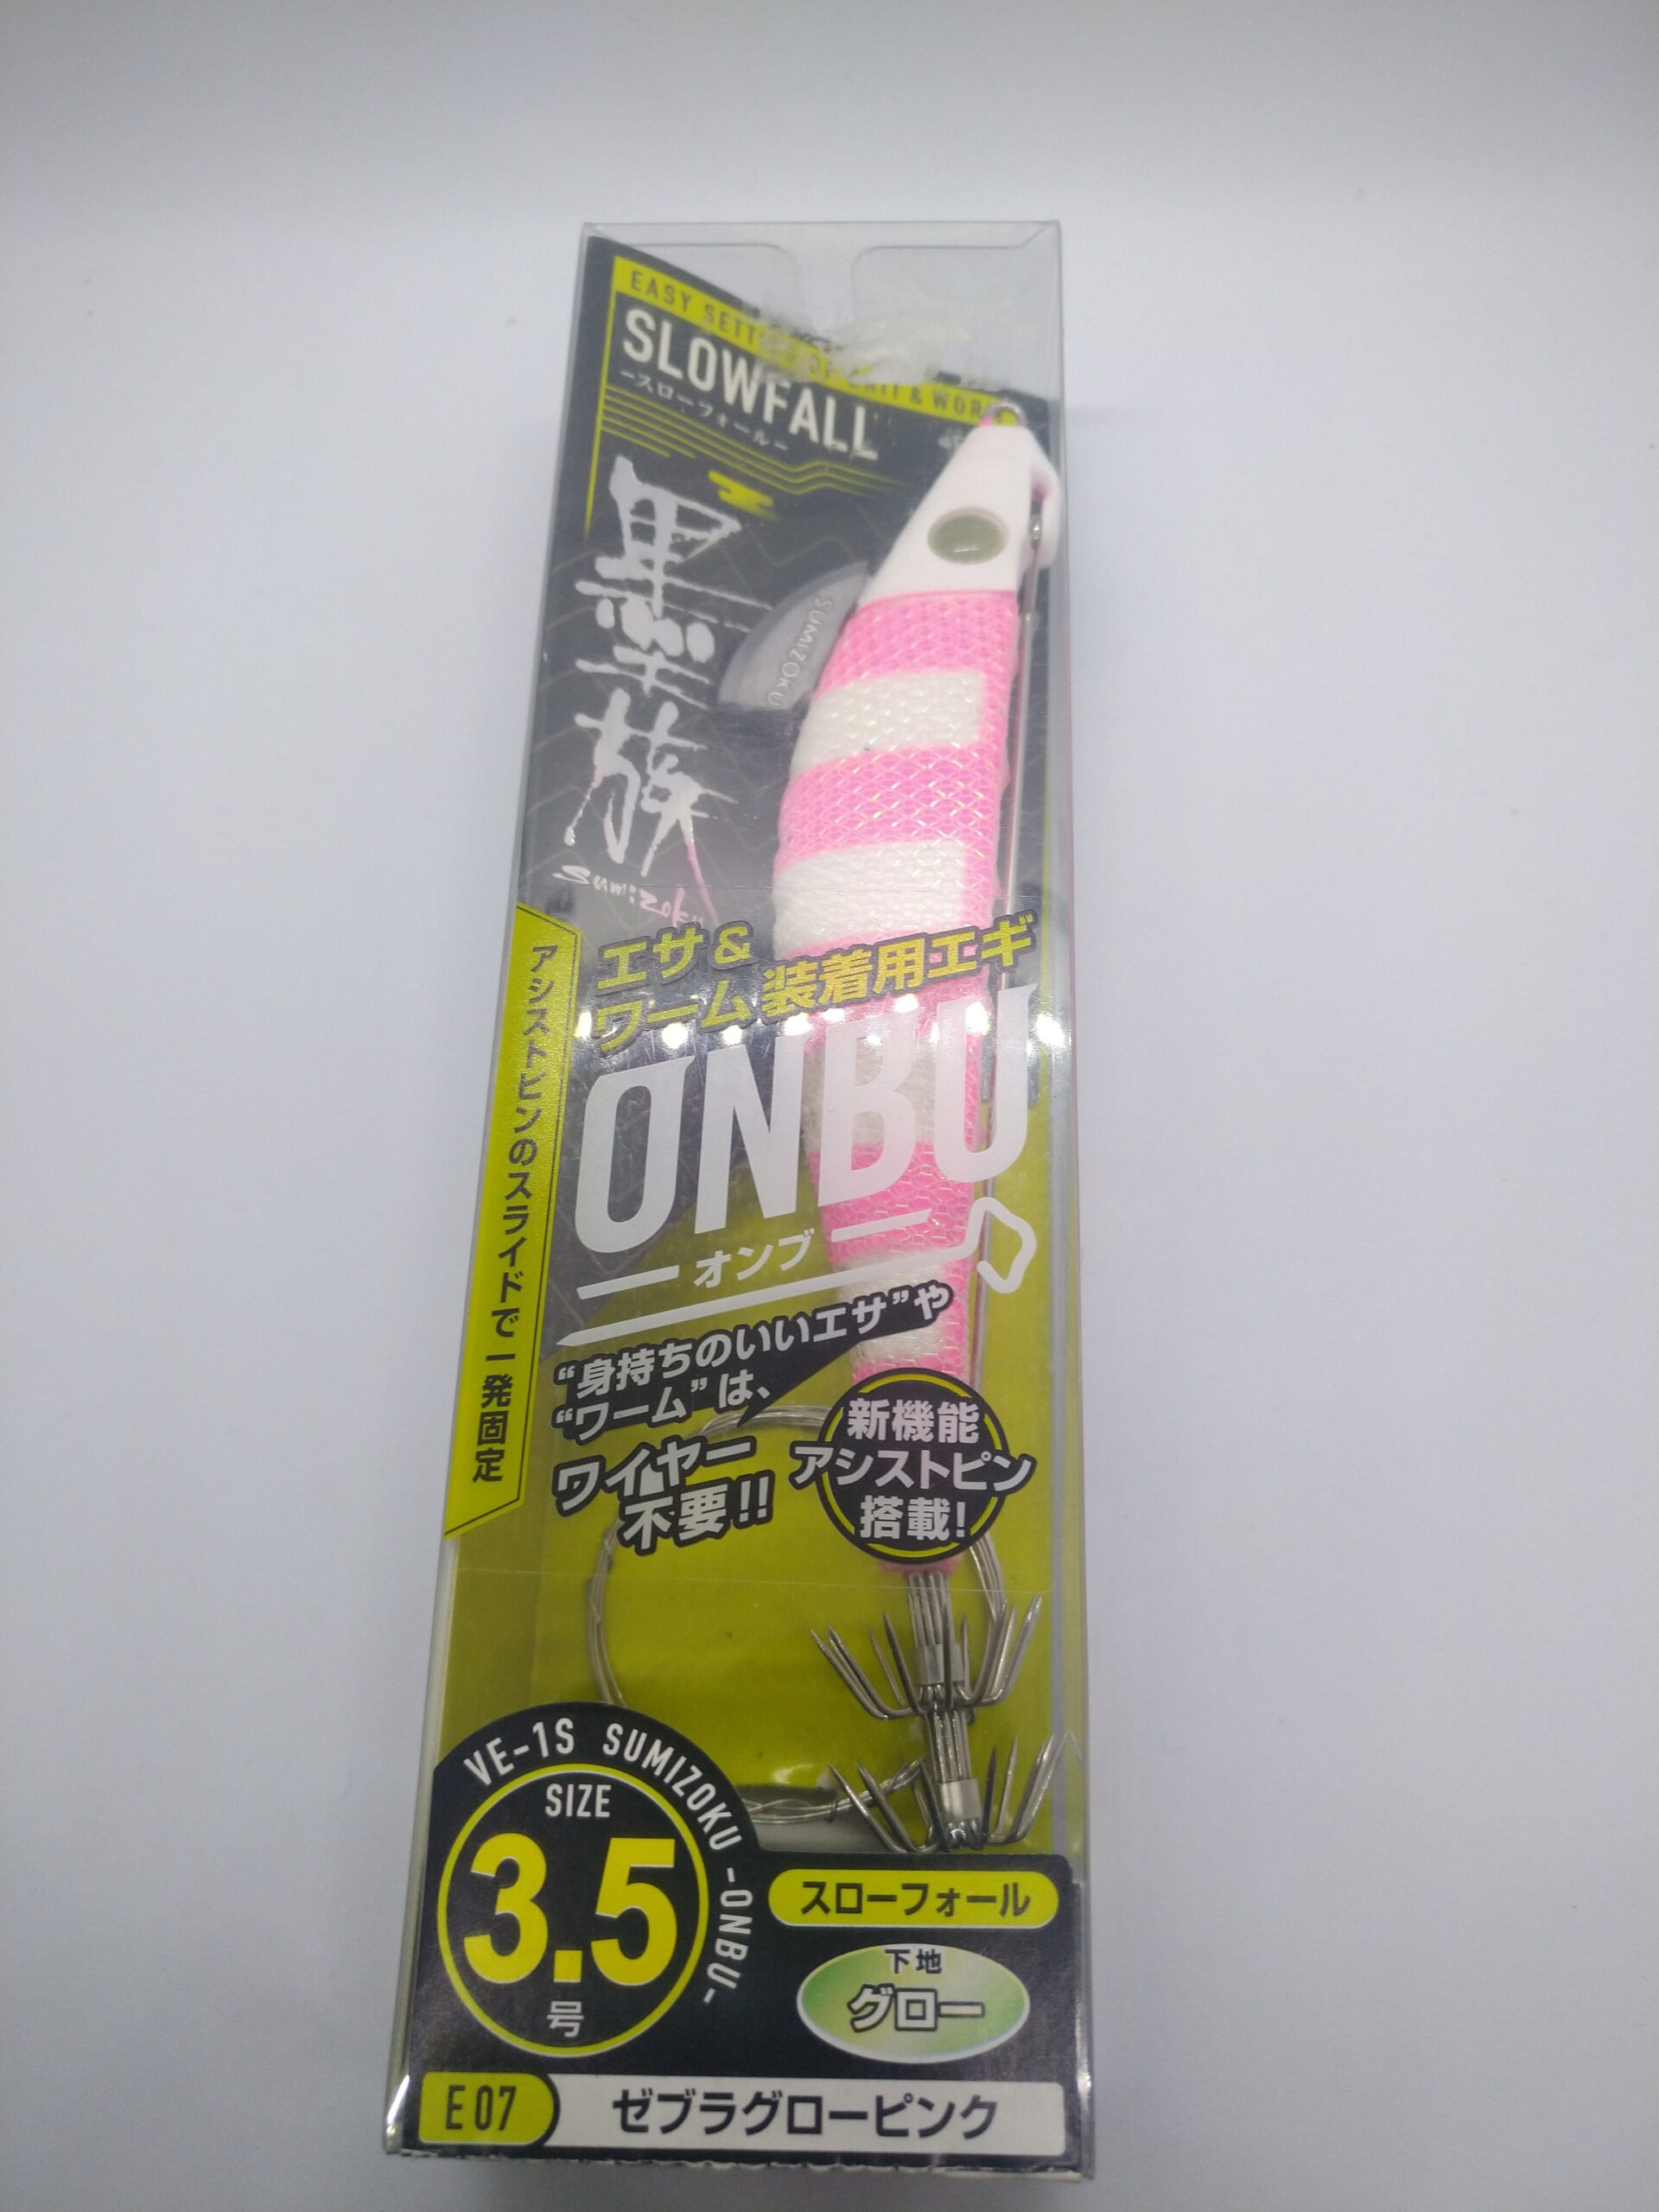 EASY SETT
BAIT & WOR
SLOWFALL
-スローフォール-
墨族
sumizoku
SUMIZOKU
アシストピンのスライドで一発固定
エサ&
ワーム装着用エギ
ONBU
オンブ
“身持ちのいいエサ”や
“ワーム”は、
ワイヤー
不要!!
新機能
アシストピン
搭載!
VE-1S SUMIZOKU -ONBU-
SIZE
3.5
号
スローフォール
下地
グロー
E07
ゼブラグローピンク